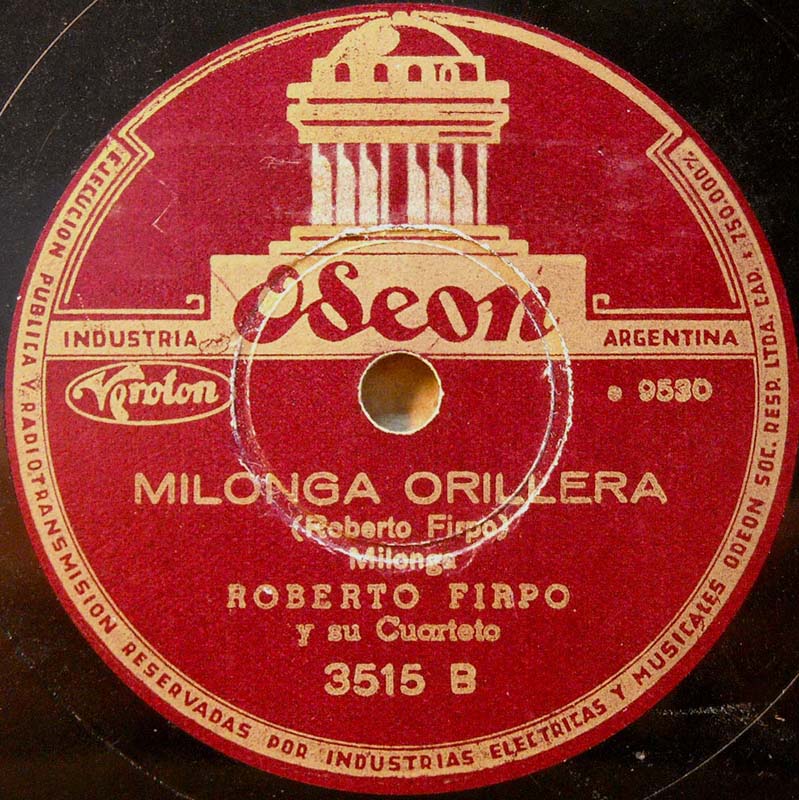 Odeon
INDUSTRIA
ARGENTINA
Vroton
e 9530
MILONGA ORILLERA
(Roberto Firpo)
Milonga
ROBERTO FIRPO
y su Cuarteto
3515 B
EJECUCION PUBLICA Y RADIOTRANSMISION RESERVADAS POR INDUSTRIAS ELECTRICAS Y MUSICALES ODEON SOC. RESP. LTDA. CAP. $ 750.000%